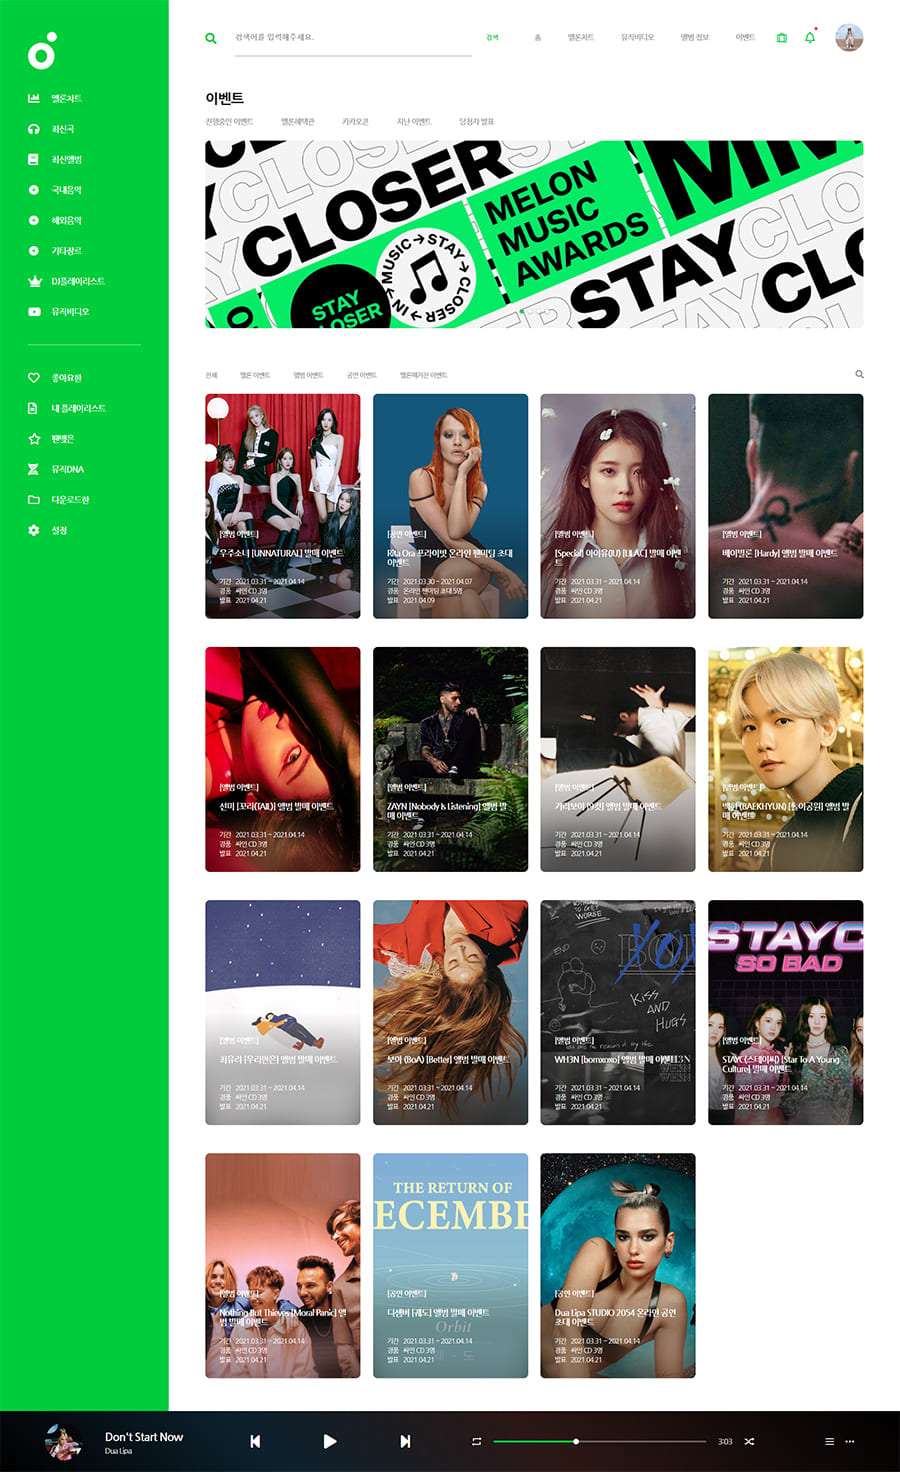 검색어를 입력해주세요.
검색
홈
멜론차트
뮤직비디오
앨범 정보
이벤트
멜론차트
최신곡
최신앨범
국내음악
해외음악
기타장르
DJ플레이리스트
뮤직비디오
좋아요한
내 플레이리스트
팬맺은
뮤직DNA
다운로드한
설정
이벤트
진행중인 이벤트
멜론혜택관
카카오콘
지난 이벤트
당첨자 발표
CLOSER
STAY
CLOSER
MELON
MUSIC
AWARDS
STAY
CLOSER
MUSIC→STAY→CLOSER→IN
STAY
CLO
전체
멜론 이벤트
앨범 이벤트
공연 이벤트
멜론매거진 이벤트
[앨범 이벤트]
우주소녀 [UNNATURAL] 발매 이벤트
기간 2021.03.31 ~ 2021.04.14
경품 싸인 CD 3명
발표 2021.04.21
[공연 이벤트]
Rita Ora 프라이빗 온라인 팬미팅 초대
이벤트
기간 2021.03.30 ~ 2021.04.07
경품 온라인 팬미팅 초대 5명
발표 2021.04.09
[앨범 이벤트]
[Special] 아이유(IU) [LILAC] 발매 이벤
트
기간 2021.03.31 ~ 2021.04.14
경품 싸인 CD 3명
발표 2021.04.21
[앨범 이벤트]
베이빌론 [Hardy] 앨범 발매 이벤트
기간 2021.03.31 ~ 2021.04.14
경품 싸인 CD 3명
발표 2021.04.21
[앨범 이벤트]
선미 [꼬리(TAIL)] 앨범 발매 이벤트
기간 2021.03.31 ~ 2021.04.14
경품 싸인 CD 3명
발표 2021.04.21
[앨범 이벤트]
ZAYN [Nobody Is Listening] 앨범 발
매 이벤트
기간 2021.03.31 ~ 2021.04.14
경품 싸인 CD 3명
발표 2021.04.21
[앨범 이벤트]
기리보이 [9컷] 앨범 발매 이벤트
기간 2021.03.31 ~ 2021.04.14
경품 싸인 CD 3명
발표 2021.04.21
[앨범 이벤트]
백현 (BAEKHYUN) [놀이공원] 앨범 발
매 이벤트
기간 2021.03.31 ~ 2021.04.14
경품 싸인 CD 3명
발표 2021.04.21
[앨범 이벤트]
최유리 [우리만은] 앨범 발매 이벤트
기간 2021.03.31 ~ 2021.04.14
경품 싸인 CD 3명
발표 2021.04.21
[앨범 이벤트]
보아 (BoA) [Better] 앨범 발매 이벤트
기간 2021.03.31 ~ 2021.04.14
경품 싸인 CD 3명
발표 2021.04.21
TO GET
WORSE
END
KISS
AND
HUGS
[앨범 이벤트]
WH3N [bornxoxo] 앨범 발매 이벤트
기간 2021.03.31 ~ 2021.04.14
경품 싸인 CD 3명
발표 2021.04.21
STAYC
SO BAD
[앨범 이벤트]
STAYC(스테이씨) [Star To A Young
Culture] 발매 이벤트
기간 2021.03.31 ~ 2021.04.14
경품 싸인 CD 3명
발표 2021.04.21
[앨범 이벤트]
Nothing But Thieves [Moral Panic] 앨
범 발매 이벤트
기간 2021.03.31 ~ 2021.04.14
경품 싸인 CD 3명
발표 2021.04.21
THE RETURN OF
ECEMBE
[공연 이벤트]
디셈버 [궤도] 앨범 발매 이벤트
Orbit
기간 2021.03.31 ~ 2021.04.14
경품 싸인 CD 3명
발표 2021.04.21
[공연 이벤트]
Dua Lipa STUDIO 2054 온라인 공연
초대 이벤트
기간 2021.03.31 ~ 2021.04.14
경품 싸인 CD 3명
발표 2021.04.21
Don't Start Now
Dua Lipa
3:03